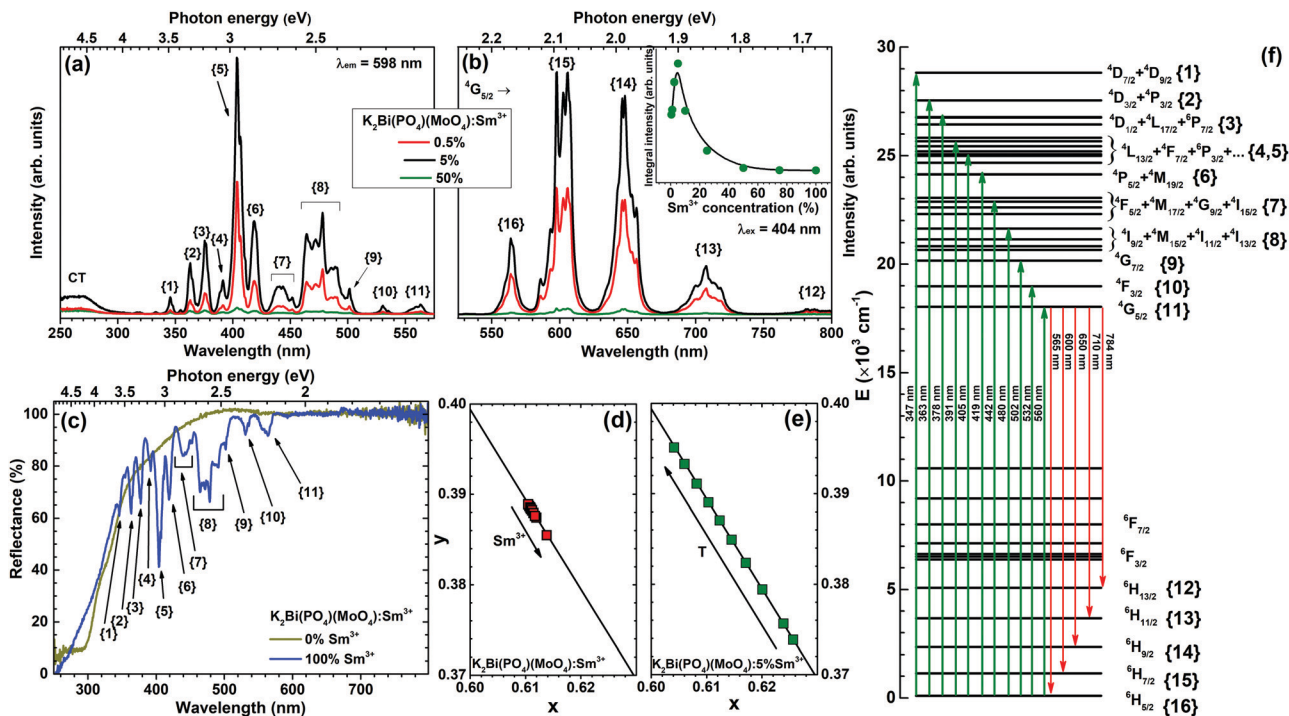 Photon energy (eV)
4.5 4 3.5 3 2.5
(a)
λem = 598 nm
{5}
K2Bi(PO4)(MoO4):Sm3+
0.5%
5%
50%
{8}
{6}
{3}
{2}
{4}
{7}
{9}
CT
{1}
{10}
{11}
Intensity (arb. units)
250 300 350 400 450 500 550
Wavelength (nm)
Photon energy (eV)
2.2 2.1 2 1.9 1.8 1.7
(b)
{15}
4G5/2 →
{14}
{16}
{13}
{12}
Integral intensity (arb. units)
0 20 40 60 80 100
Sm3+ concentration (%)
λex = 404 nm
Intensity (arb. units)
550 600 650 700 750 800
Wavelength (nm)
Photon energy (eV)
4.5 4 3.5 3 2.5 2
(c)
100
80
60
40
20
0
Reflectance (%)
{1}
{2}
{3}
{4}
{5}
{6}
{7}
{8}
{9}
{10}
{11}
K2Bi(PO4)(MoO4):Sm3+
0% Sm3+
100% Sm3+
300 400 500 600 700 800
Wavelength (nm)
(d)
0.40
0.39
0.38
0.37
y
Sm3+
K2Bi(PO4)(MoO4):Sm3+
0.60 0.61 0.62
x
(e)
0.40
0.39
0.38
0.37
T
K2Bi(PO4)(MoO4):5%Sm3+
0.60 0.61 0.62
x
(f)
E (×10³ cm-1)
30
25
20
15
10
5
0
4D7/2+4D9/2 {1}
4D3/2+4P3/2 {2}
4D1/2+4L17/2+6P7/2 {3}
4L13/2+4F7/2+6P3/2+... {4,5}
4P5/2+4M19/2 {6}
4F5/2+4M17/2+4G9/2+4I15/2 {7}
4I9/2+4M15/2+4I11/2+4I13/2 {8}
4G7/2 {9}
4F3/2 {10}
4G5/2 {11}
347 nm
363 nm
378 nm
391 nm
405 nm
419 nm
442 nm
480 nm
502 nm
532 nm
560 nm
565 nm
600 nm
650 nm
710 nm
784 nm
6F7/2
6F3/2
6H13/2 {12}
6H11/2 {13}
6H9/2 {14}
6H7/2 {15}
6H5/2 {16}